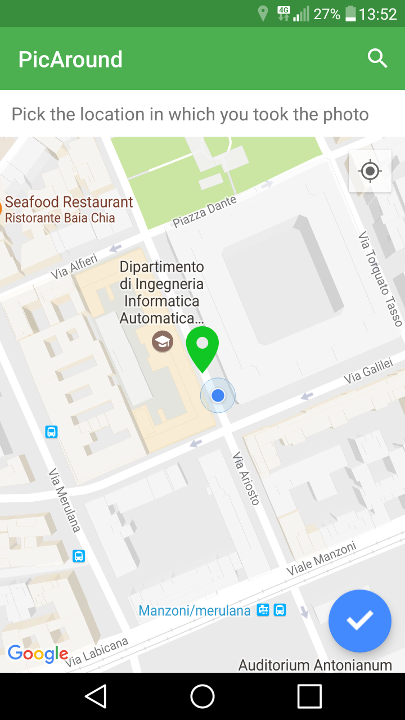 4G 27% 13:52
PicAround
Pick the location in which you took the photo
Seafood Restaurant
Ristorante Baia Chia
Piazza Dante
Via Alfieri
Via Torquato Tasso
Dipartimento
di Ingegneria
Informatica
Automatica...
Via Galilei
Via Merulana
Via Ariosto
Viale Manzoni
Manzoni/merulana
Via Labicana
Google
Auditorium Antonianum